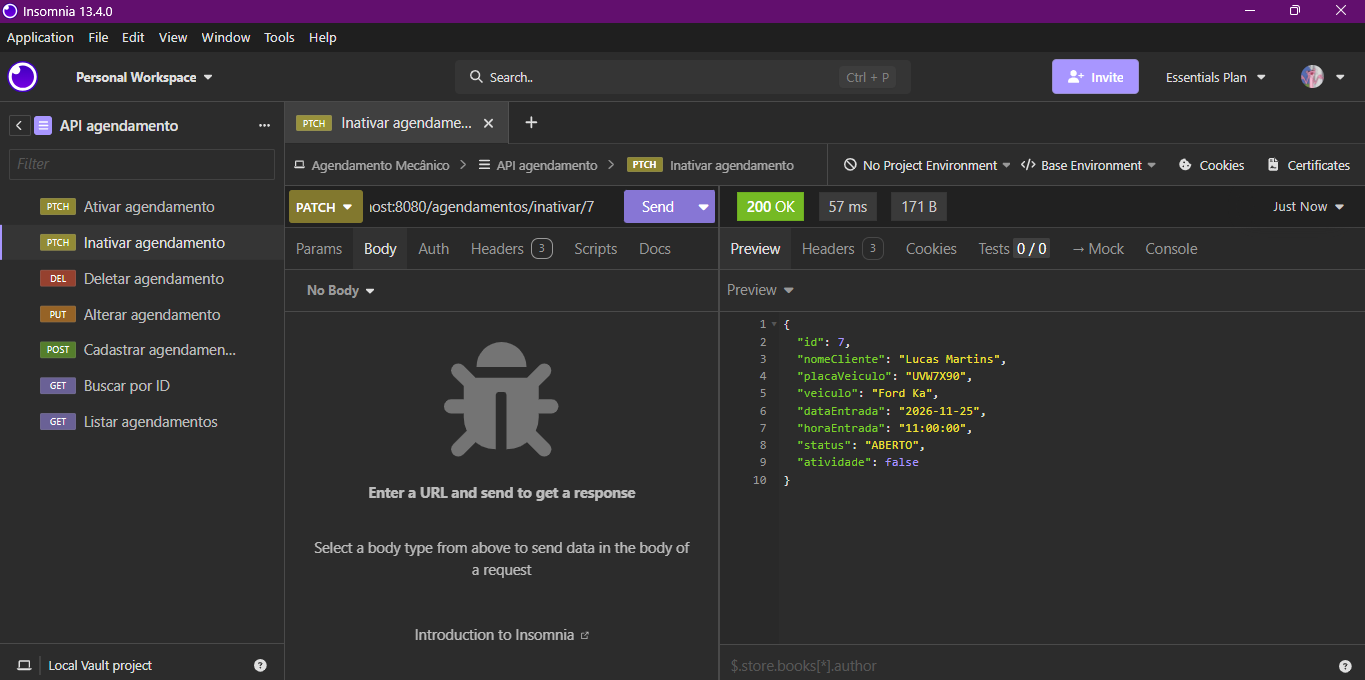 Insomnia 13.4.0
Application File Edit View Window Tools Help
Personal Workspace
Search..
Ctrl + P
Invite
Essentials Plan
API agendamento
PTCH Inativar agendame...
Filter
Agendamento Mecânico > API agendamento > PTCH Inativar agendamento
No Project Environment
</> Base Environment
Cookies
Certificates
PTCH Ativar agendamento
PTCH Inativar agendamento
DEL Deletar agendamento
PUT Alterar agendamento
POST Cadastrar agendamen...
GET Buscar por ID
GET Listar agendamentos
PATCH
ost:8080/agendamentos/inativar/7
Send
200 OK
57 ms
171 B
Just Now
Params Body Auth Headers 3 Scripts Docs
Preview Headers 3 Cookies Tests 0 / 0 → Mock Console
No Body
Preview
Enter a URL and send to get a response
Select a body type from above to send data in the body of
a request
Introduction to Insomnia
1 {
2 "id": 7,
3 "nomeCliente": "Lucas Martins",
4 "placaVeiculo": "UVW7X90",
5 "veiculo": "Ford Ka",
6 "dataEntrada": "2026-11-25",
7 "horaEntrada": "11:00:00",
8 "status": "ABERTO",
9 "atividade": false
10 }
Local Vault project
$.store.books[*].author